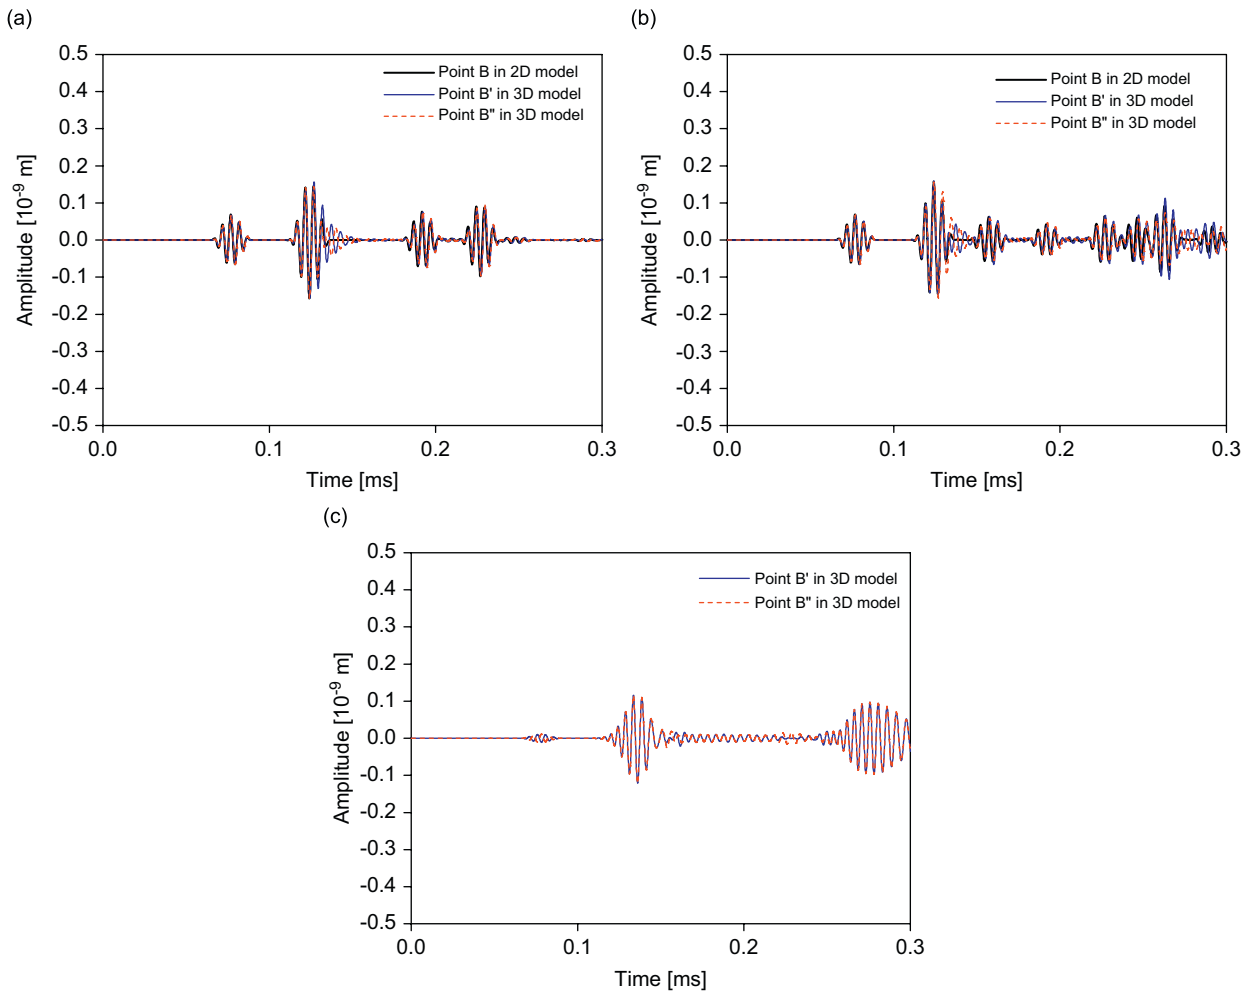 (a)
0.5
0.4
0.3
0.2
0.1
0.0
-0.1
-0.2
-0.3
-0.4
-0.5
Amplitude [10⁻⁹ m]
Point B in 2D model
Point B' in 3D model
Point B" in 3D model
0.0 0.1 0.2 0.3
Time [ms]
(b)
0.5
0.4
0.3
0.2
0.1
0.0
-0.1
-0.2
-0.3
-0.4
-0.5
Amplitude [10⁻⁹ m]
Point B in 2D model
Point B' in 3D model
Point B" in 3D model
0.0 0.1 0.2 0.3
Time [ms]
(c)
0.5
0.4
0.3
0.2
0.1
0.0
-0.1
-0.2
-0.3
-0.4
-0.5
Amplitude [10⁻⁹ m]
Point B' in 3D model
Point B" in 3D model
0.0 0.1 0.2 0.3
Time [ms]